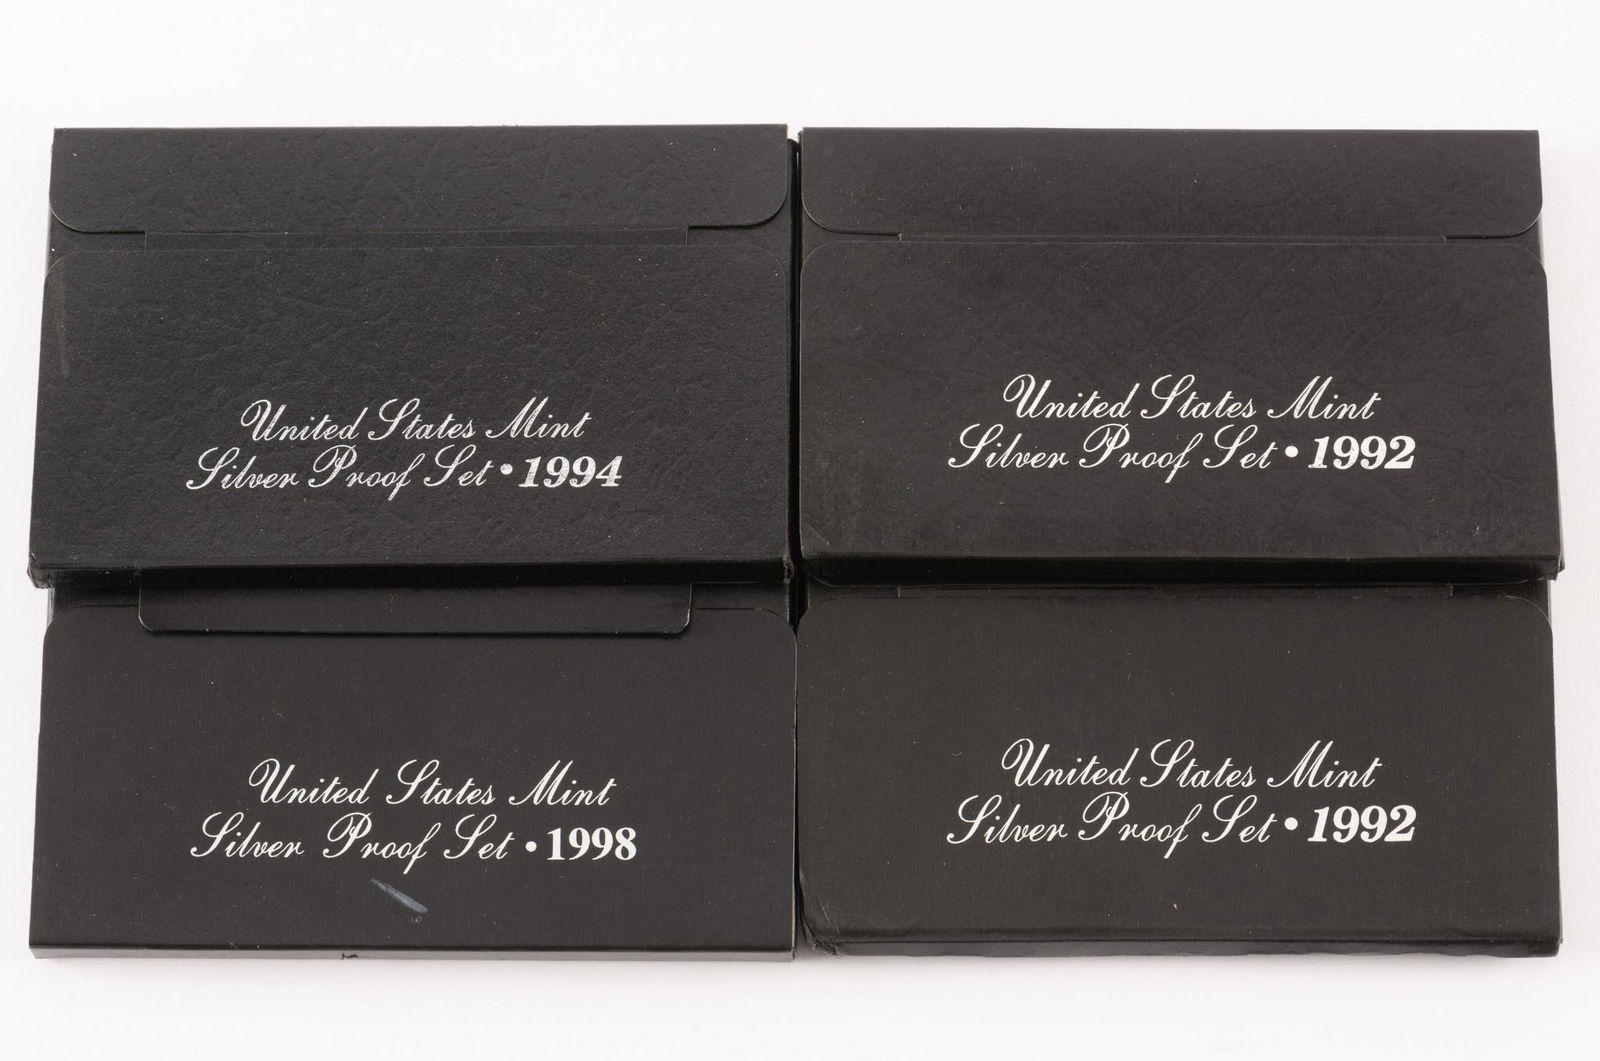 United States Mint
Silver Proof Set • 1994
United States Mint
Silver Proof Set • 1992
United States Mint
Silver Proof Set • 1998
United States Mint
Silver Proof Set • 1992